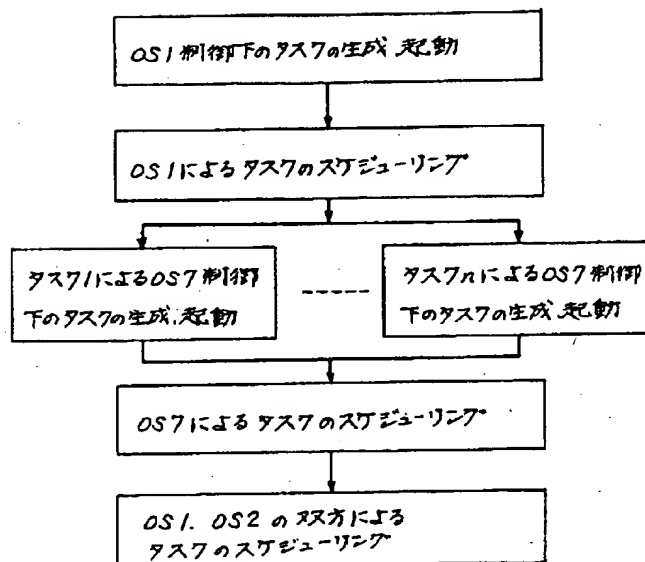 OS1制御下のタスクの生成、起動
OS1によるタスクのスケジューリング
タスク1によるOS7制御
下のタスクの生成、起動
タスクnによるOS7制御
下のタスクの生成、起動
OS7によるタスクのスケジューリング
OS1. OS2の双方による
タスクのスケジューリング